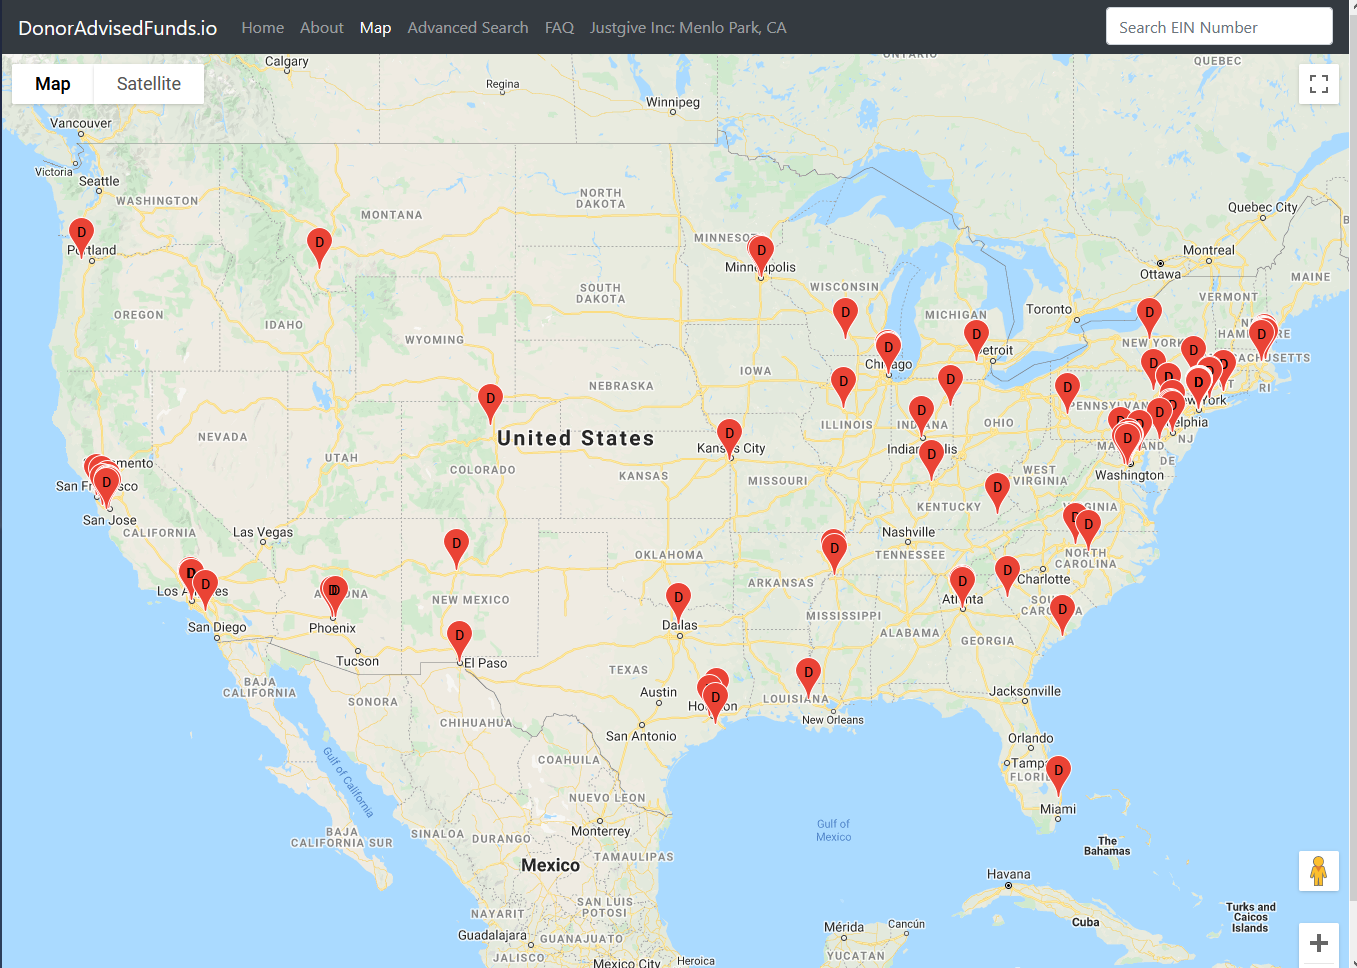 DonorAdvisedFunds.io Home About Map Advanced Search FAQ Justgive Inc: Menlo Park, CA Search EIN Number
ONTARIO
QUEBEC
Calgary
Map Satellite
Regina
Winnipeg
Vancouver
Victoria
Seattle
WASHINGTON
NORTH
DAKOTA
MONTANA
Quebec City
D
Portland
D
MINNESOTA
D
Minneapolis
Montreal
Ottawa
MAINE
SOUTH
DAKOTA
WISCONSIN
VERMONT
OREGON
IDAHO
D
MICHIGAN
Toronto
D
NEW YORK
D
WYOMING
D
Chicago
D
Detroit
D
RI
IOWA
NEBRASKA
D
D
D
D
D
D
New York
PENNSYLVANIA
D
D
ILLINOIS
D
INDIANA
OHIO
NEVADA
United States
D
Kansas City
Indianapolis
D
D
D
NJ
MARYLAND
DE
UTAH
COLORADO
KANSAS
MISSOURI
WEST
VIRGINIA
Washington
San Francisco
D
San Jose
CALIFORNIA
Las Vegas
KENTUCKY
D
VIRGINIA
D
D
Nashville
TENNESSEE
NORTH
CAROLINA
D
OKLAHOMA
D
ARKANSAS
Charlotte
D
Los Angeles
D
D
ARIZONA
D
D
NEW MEXICO
D
Dallas
MISSISSIPPI
D
Atlanta
D
D
San Diego
Phoenix
ALABAMA
GEORGIA
Tucson
D
El Paso
TEXAS
D
LOUISIANA
BAJA
CALIFORNIA
SONORA
Austin
D
Houston
New Orleans
Jacksonville
CHIHUAHUA
San Antonio
Orlando
Gulf of California
COAHUILA
D
Miami
NUEVO LEON
Monterrey
Gulf of
Mexico
BAJA
CALIFORNIA SUR
SINALOA
DURANGO
TAMAULIPAS
The
Bahamas
Mexico
Havana
SAN LUIS
POTOSI
NAYARIT
Turks and
Caicos
Islands
Cuba
Mérida
Cancún
Guadalajara
GUANAJUATO
JALISCO
YUCATAN
Mexico City
Heroica